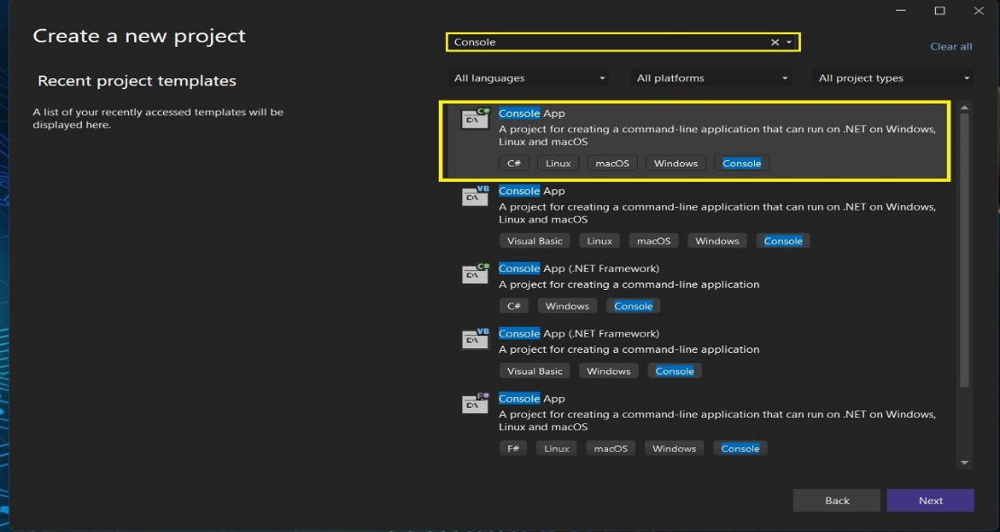 Create a new project
Recent project templates
A list of your recently accessed templates will be
displayed here.
Console
Clear all
All languages
All platforms
All project types
C#
C:\
Console App
A project for creating a command-line application that can run on .NET on Windows,
Linux and macOS
C# Linux macOS Windows Console
VB
C:\
Console App
A project for creating a command-line application that can run on .NET on Windows,
Linux and macOS
Visual Basic Linux macOS Windows Console
C#
C:\
Console App (.NET Framework)
A project for creating a command-line application
C# Windows Console
VB
C:\
Console App (.NET Framework)
A project for creating a command-line application
Visual Basic Windows Console
F#
C:\
Console App
A project for creating a command-line application that can run on .NET on Windows,
Linux and macOS
F# Linux macOS Windows Console
Back
Next